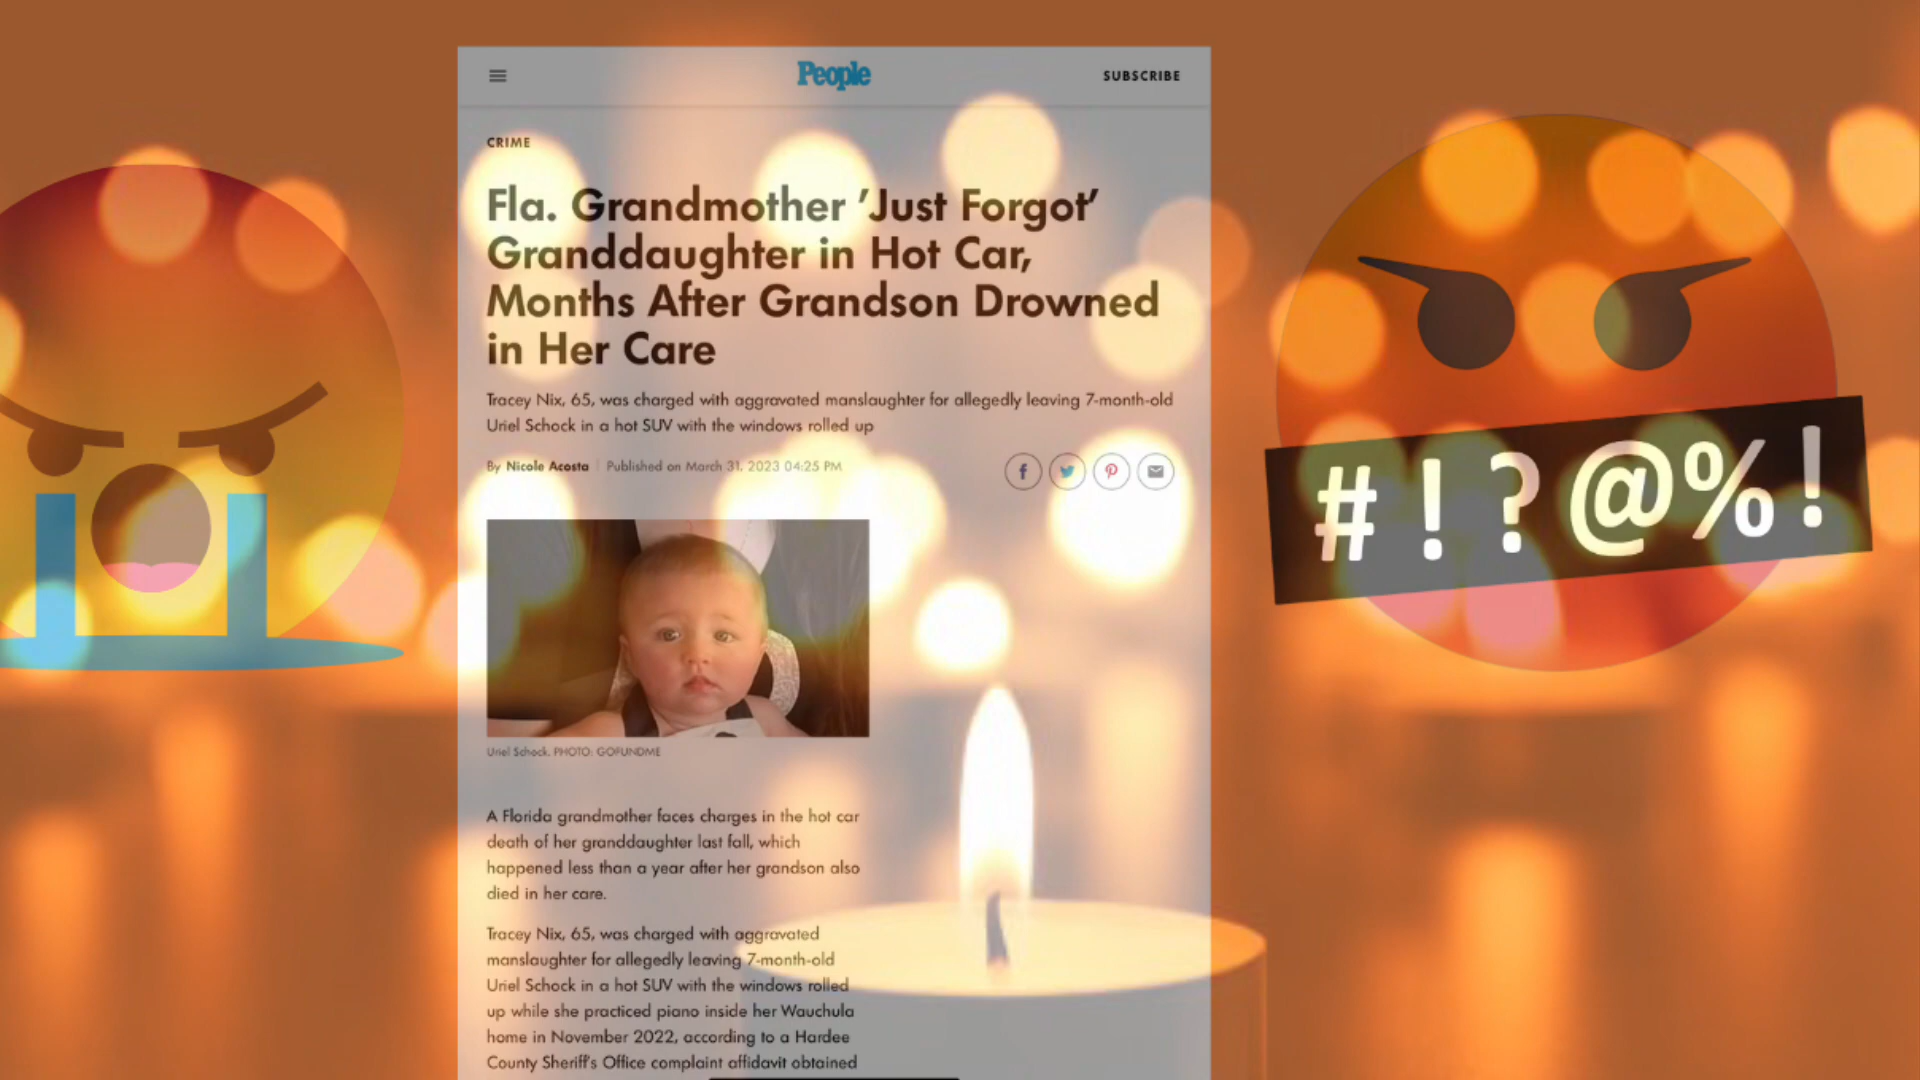 People
SUBSCRIBE
CRIME
Fla. Grandmother 'Just Forgot'
Granddaughter in Hot Car,
Months After Grandson Drowned
in Her Care
Tracey Nix, 65, was charged with aggravated manslaughter for allegedly leaving 7-month-old
Uriel Schock in a hot SUV with the windows rolled up
By Nicole Acosta | Published on March 31, 2023 04:25 PM
#!?@%!
Uriel Schock. PHOTO: GOFUNDME
A Florida grandmother faces charges in the hot car
death of her granddaughter last fall, which
happened less than a year after her grandson also
died in her care.
Tracey Nix, 65, was charged with aggravated
manslaughter for allegedly leaving 7-month-old
Uriel Schock in a hot SUV with the windows rolled
up while she practiced piano inside her Wauchula
home in November 2022, according to a Hardee
County Sheriff's Office complaint affidavit obtained